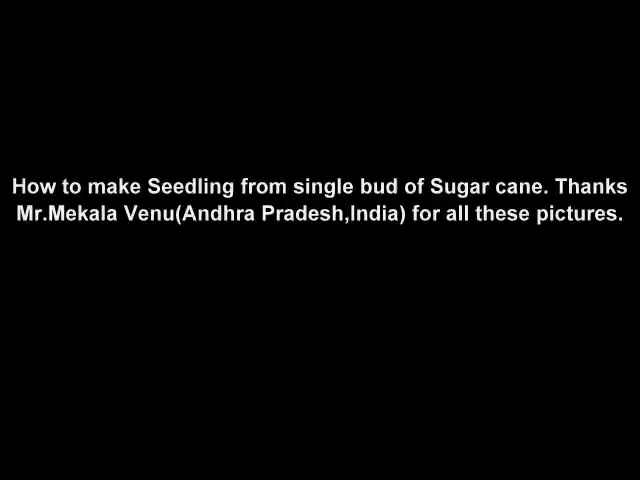 How to make Seedling from single bud of Sugar cane. Thanks
Mr.Mekala Venu(Andhra Pradesh,India) for all these pictures.